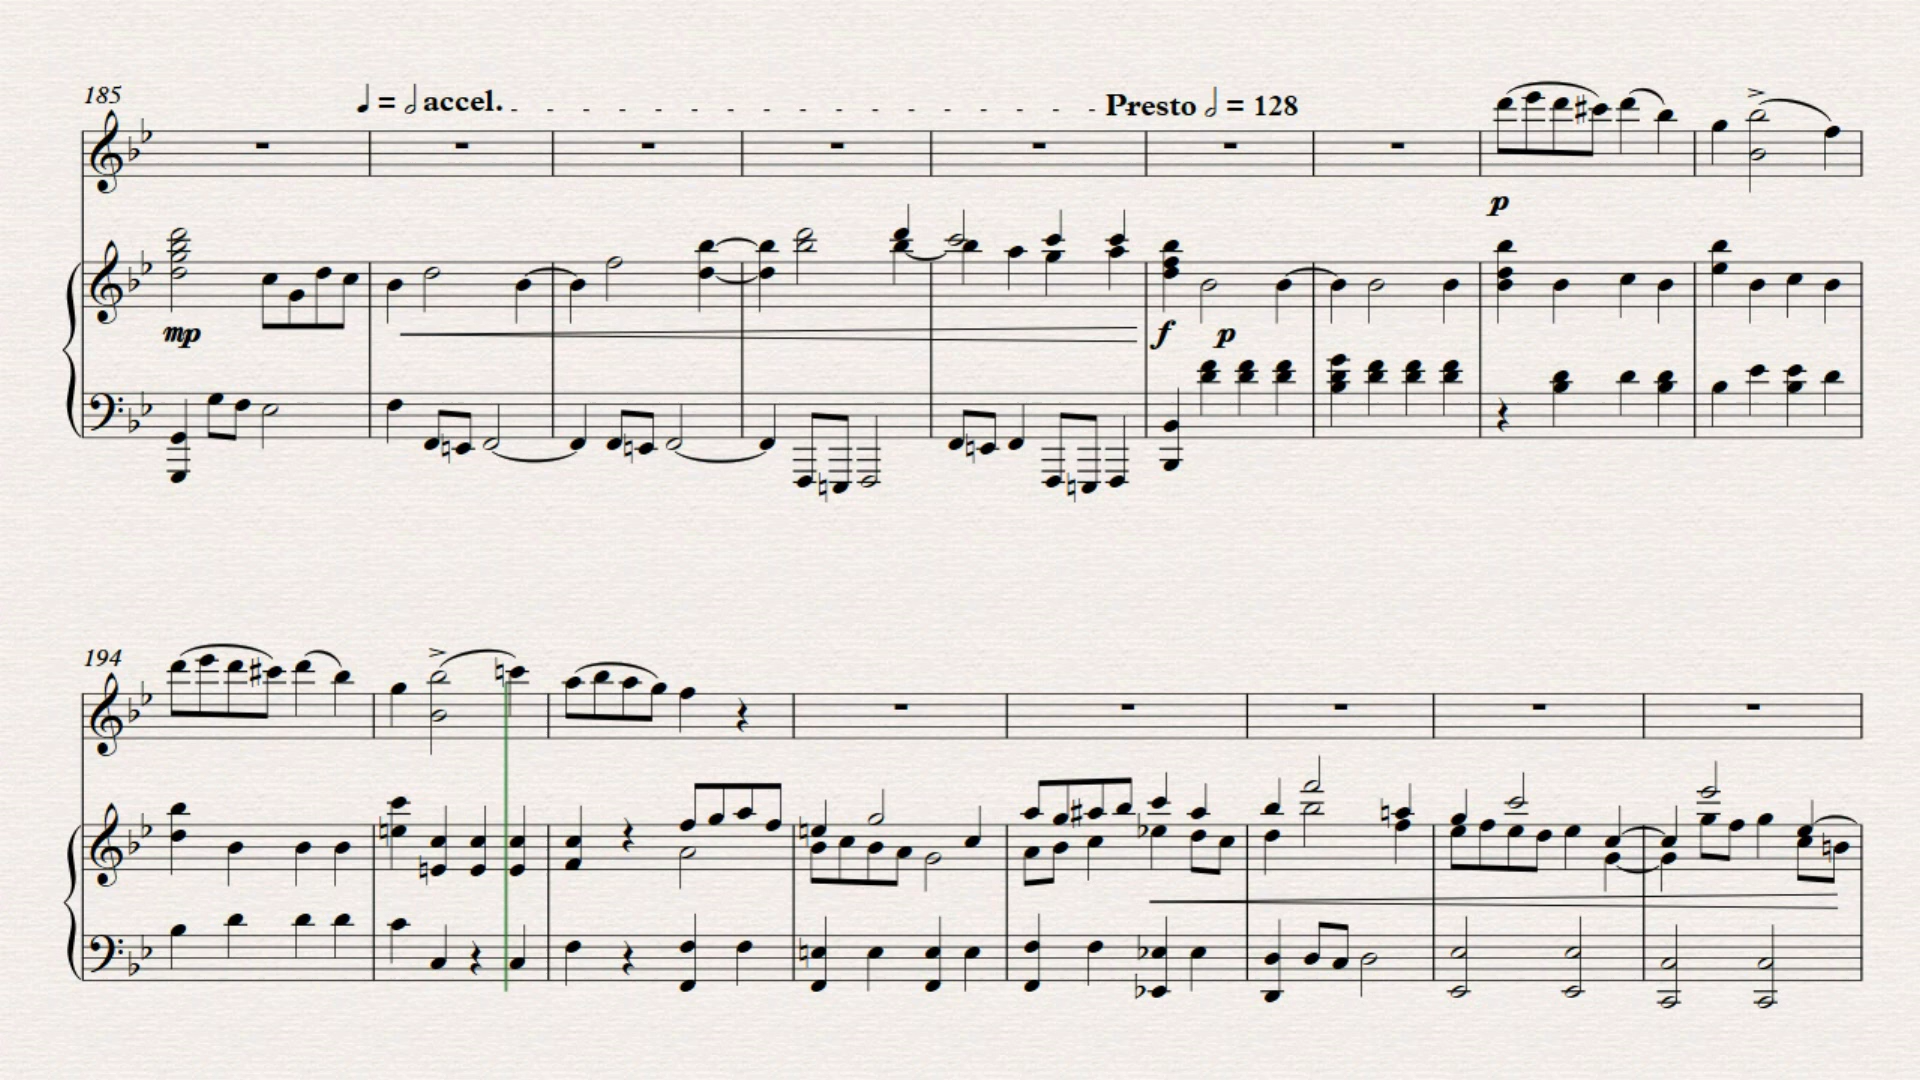 185
♩ = 𝅗𝅥 accel.
Presto 𝅗𝅥 = 128
p
mp
f p
194